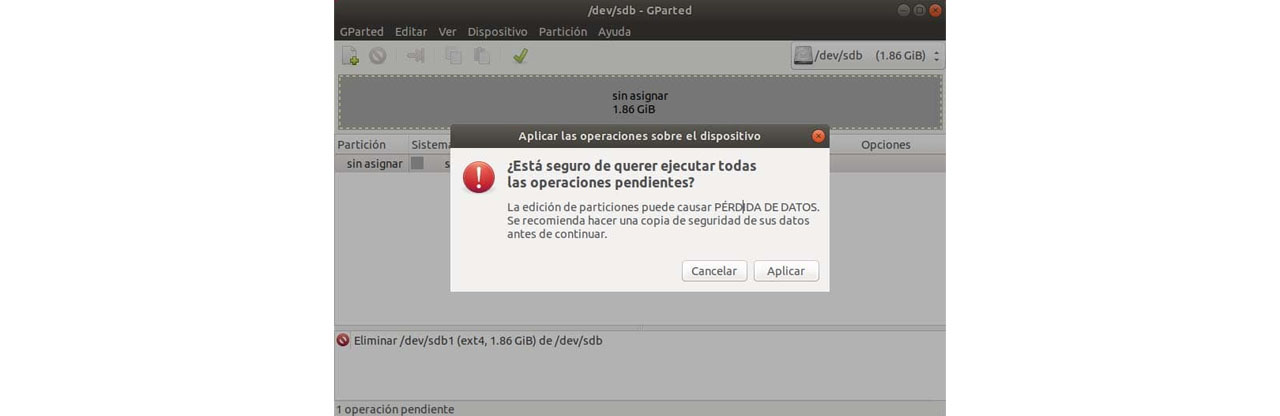 /dev/sdb - GParted
GParted Editar Ver Dispositivo Partición Ayuda
/dev/sdb (1.86 GiB)
sin asignar
1.86 GiB
Aplicar las operaciones sobre el dispositivo
Partición Sistema Opciones
sin asignar s
¿Está seguro de querer ejecutar todas
las operaciones pendientes?
La edición de particiones puede causar PÉRDIDA DE DATOS.
Se recomienda hacer una copia de seguridad de sus datos
antes de continuar.
Cancelar Aplicar
Eliminar /dev/sdb1 (ext4, 1.86 GiB) de /dev/sdb
1 operación pendiente